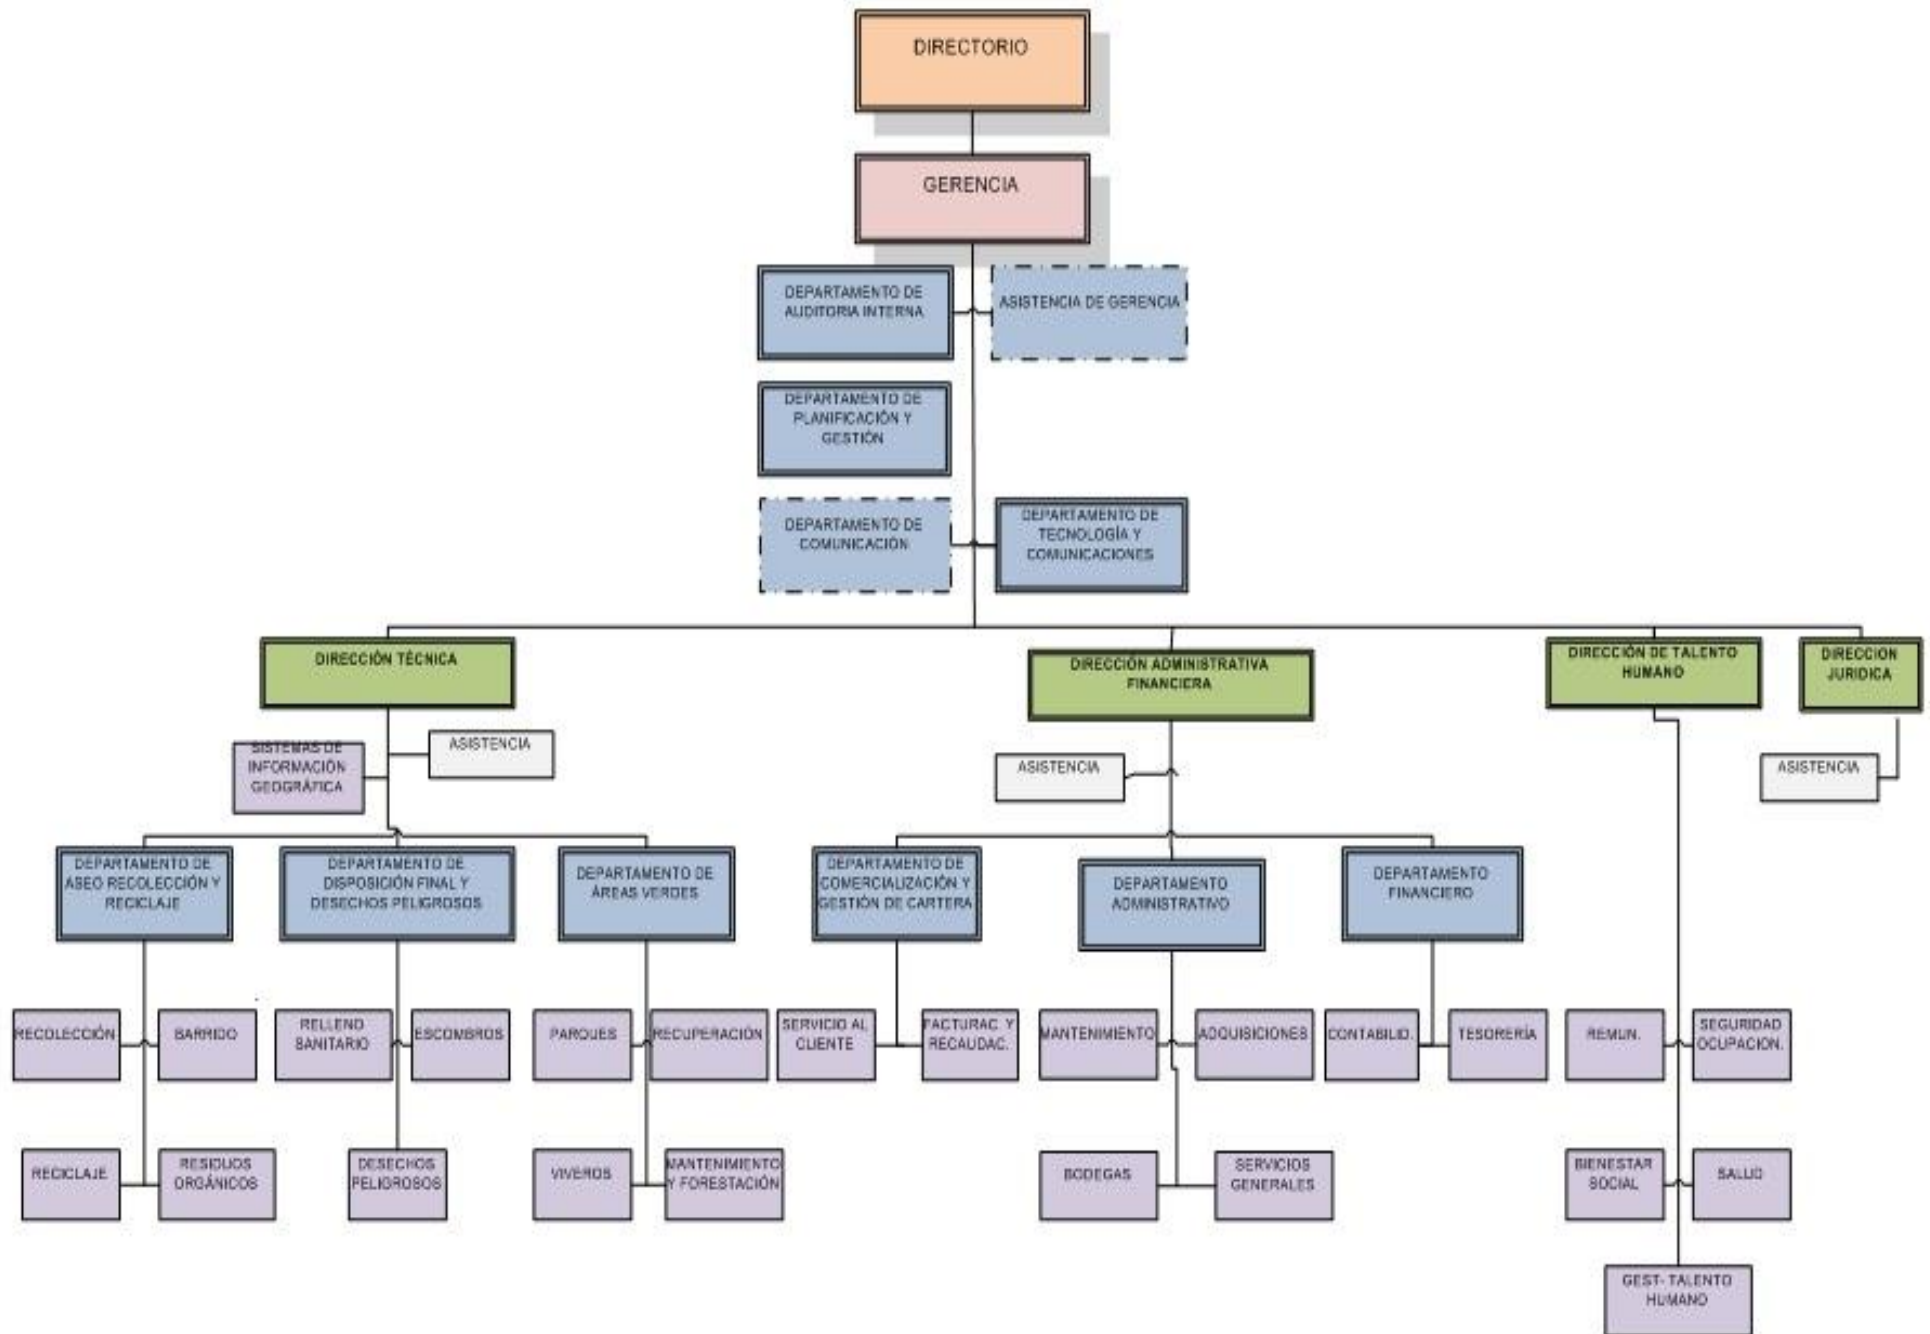 DIRECTORIO
GERENCIA
DEPARTAMENTO DE
AUDITORIA INTERNA
ASISTENCIA DE GERENCIA
DEPARTAMENTO DE
PLANIFICACIÓN Y
GESTIÓN
DEPARTAMENTO DE
COMUNICACIÓN
DEPARTAMENTO DE
TECNOLOGÍA Y
COMUNICACIONES
DIRECCIÓN TÉCNICA
DIRECCIÓN ADMINISTRATIVA
FINANCIERA
DIRECCIÓN DE TALENTO
HUMANO
DIRECCION
JURIDICA
SISTEMAS DE
INFORMACIÓN
GEOGRÁFICA
ASISTENCIA
ASISTENCIA
ASISTENCIA
DEPARTAMENTO DE
ASEO RECOLECCIÓN Y
RECICLAJE
DEPARTAMENTO DE
DISPOSICIÓN FINAL Y
DESECHOS PELIGROSOS
DEPARTAMENTO DE
ÁREAS VERDES
DEPARTAMENTO DE
COMERCIALIZACIÓN Y
GESTIÓN DE CARTERA
DEPARTAMENTO
ADMINISTRATIVO
DEPARTAMENTO
FINANCIERO
RECOLECCIÓN
BARRIDO
RELLENO
SANITARIO
ESCOMBROS
PARQUES
RECUPERACIÓN
SERVICIO AL
CLIENTE
FACTURAC. Y
RECAUDAC.
MANTENIMIENTO
ADQUISICIONES
CONTABILID.
TESORERÍA
REMUN.
SEGURIDAD
OCUPACION.
RECICLAJE
RESIDUOS
ORGÁNICOS
DESECHOS
PELIGROSOS
VIVEROS
MANTENIMIENTO
Y FORESTACIÓN
BODEGAS
SERVICIOS
GENERALES
BIENESTAR
SOCIAL
SALUD
GEST- TALENTO
HUMANO